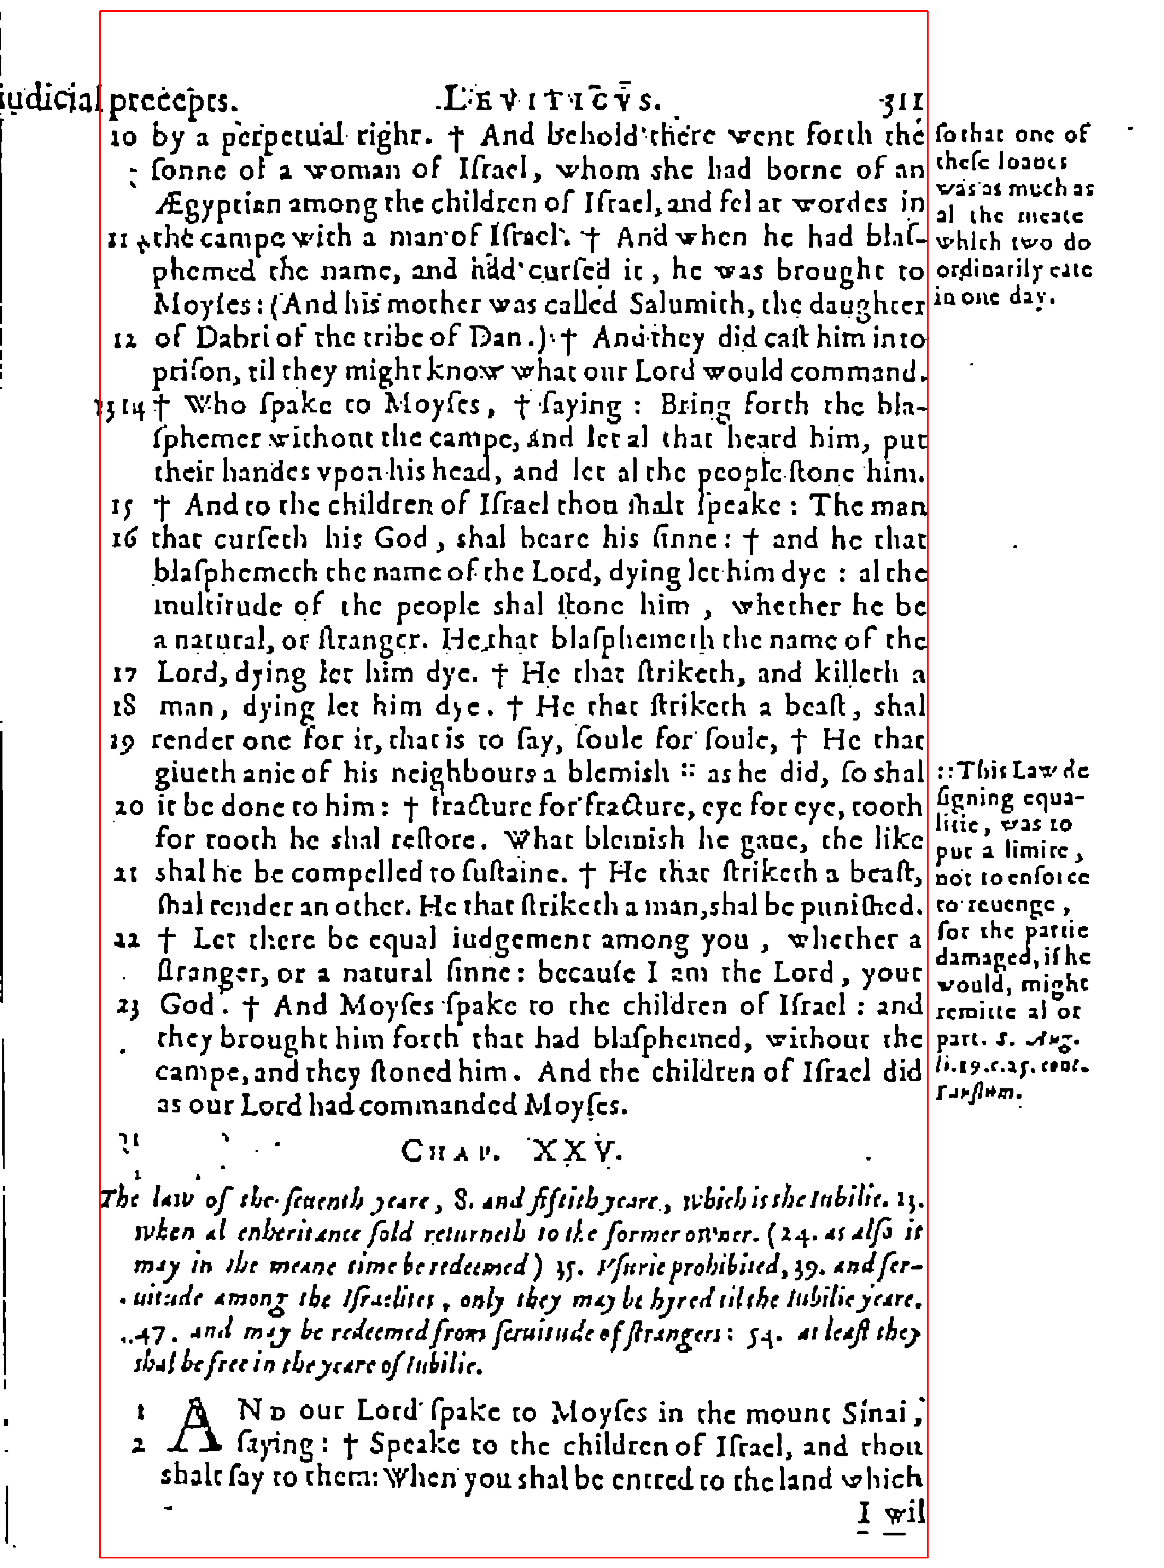 iudicial precepts. LEVITICVS. 311
10 by a perpetual right. † And behold there went forth the
ſonne of a woman of Iſrael, whom she had borne of an
Ægyptian among the children of Iſrael, and fel at wordes in
11 the campe with a man of Iſrael. † And when he had blaſ-
phemed the name, and had curſed it, he was brought to
Moyſes: (And his mother was called Salumith, the daughter
12 of Dabri of the tribe of Dan.) † And they did caſt him into
priſon, til they might know what our Lord would command.
13 14 † Who ſpake to Moyſes, † ſaying: Bring forth the bla-
ſphemer without the campe, and let al that heard him, put
their handes vpon his head, and let al the people ſtone him.
15 † And to the children of Iſrael thou ſhalt ſpeake: The man
16 that curſeth his God, shal beare his ſinne: † and he that
blaſphemeth the name of the Lord, dying let him dye: al the
multitude of the people shal ſtone him, whether he be
a natural, or ſtranger. He that blaſphemeth the name of the
17 Lord, dying let him dye. † He that ſtriketh, and killeth a
18 man, dying let him dye. † He that ſtriketh a beaſt, shal
19 render one for it, that is to ſay, ſoule for ſoule, † He that
giueth anie of his neighbours a blemish :: as he did, ſo shal
20 it be done to him: † fracture for fracture, eye for eye, tooth
for tooth he shal reſtore. What blemish he gaue, the like
21 shal he be compelled to ſuſtaine. † He that ſtriketh a beaſt,
ſhal render an other. He that ſtriketh a man, shal be puniſhed.
22 † Let there be equal iudgement among you, whether a
ſtranger, or a natural ſinne: becauſe I am the Lord, your
23 God. † And Moyſes ſpake to the children of Iſrael: and
they brought him forth that had blaſphemed, without the
campe, and they ſtoned him. And the children of Iſrael did
as our Lord had commanded Moyſes.
ſo that one of
theſe loaues
was as much as
al the meate
which two do
ordinarily eate
in one day.
::This Law de
ſigning equa-
litie, was to
put a limite,
not to enforce
to reuenge,
for the partie
damaged, if he
would, might
remitte al or
part. S. Aug.
li. 19. c. 25. cont.
Fauſtum.
CHAP. XXV.
The law of the ſeuenth yeare, 8. and fiftith yeare, which is the Iubilie. 13.
when al enheritance ſold returneth to the former owner. (24. as alſo it
may in the meane time be redeemed) 35. Vſurie prohibited, 39. and ſer-
uitude among the Iſraelites, only they may be hyred til the Iubilie yeare.
47. and may be redeemed from ſeruitude of ſtrangers: 54. at leaſt they
shal be free in the yeare of Iubilie.
1 AND our Lord ſpake to Moyſes in the mount Sinai,
2 ſaying: † Speake to the children of Iſrael, and thou
shalt ſay to them: When you shal be entred to the land which
I wil